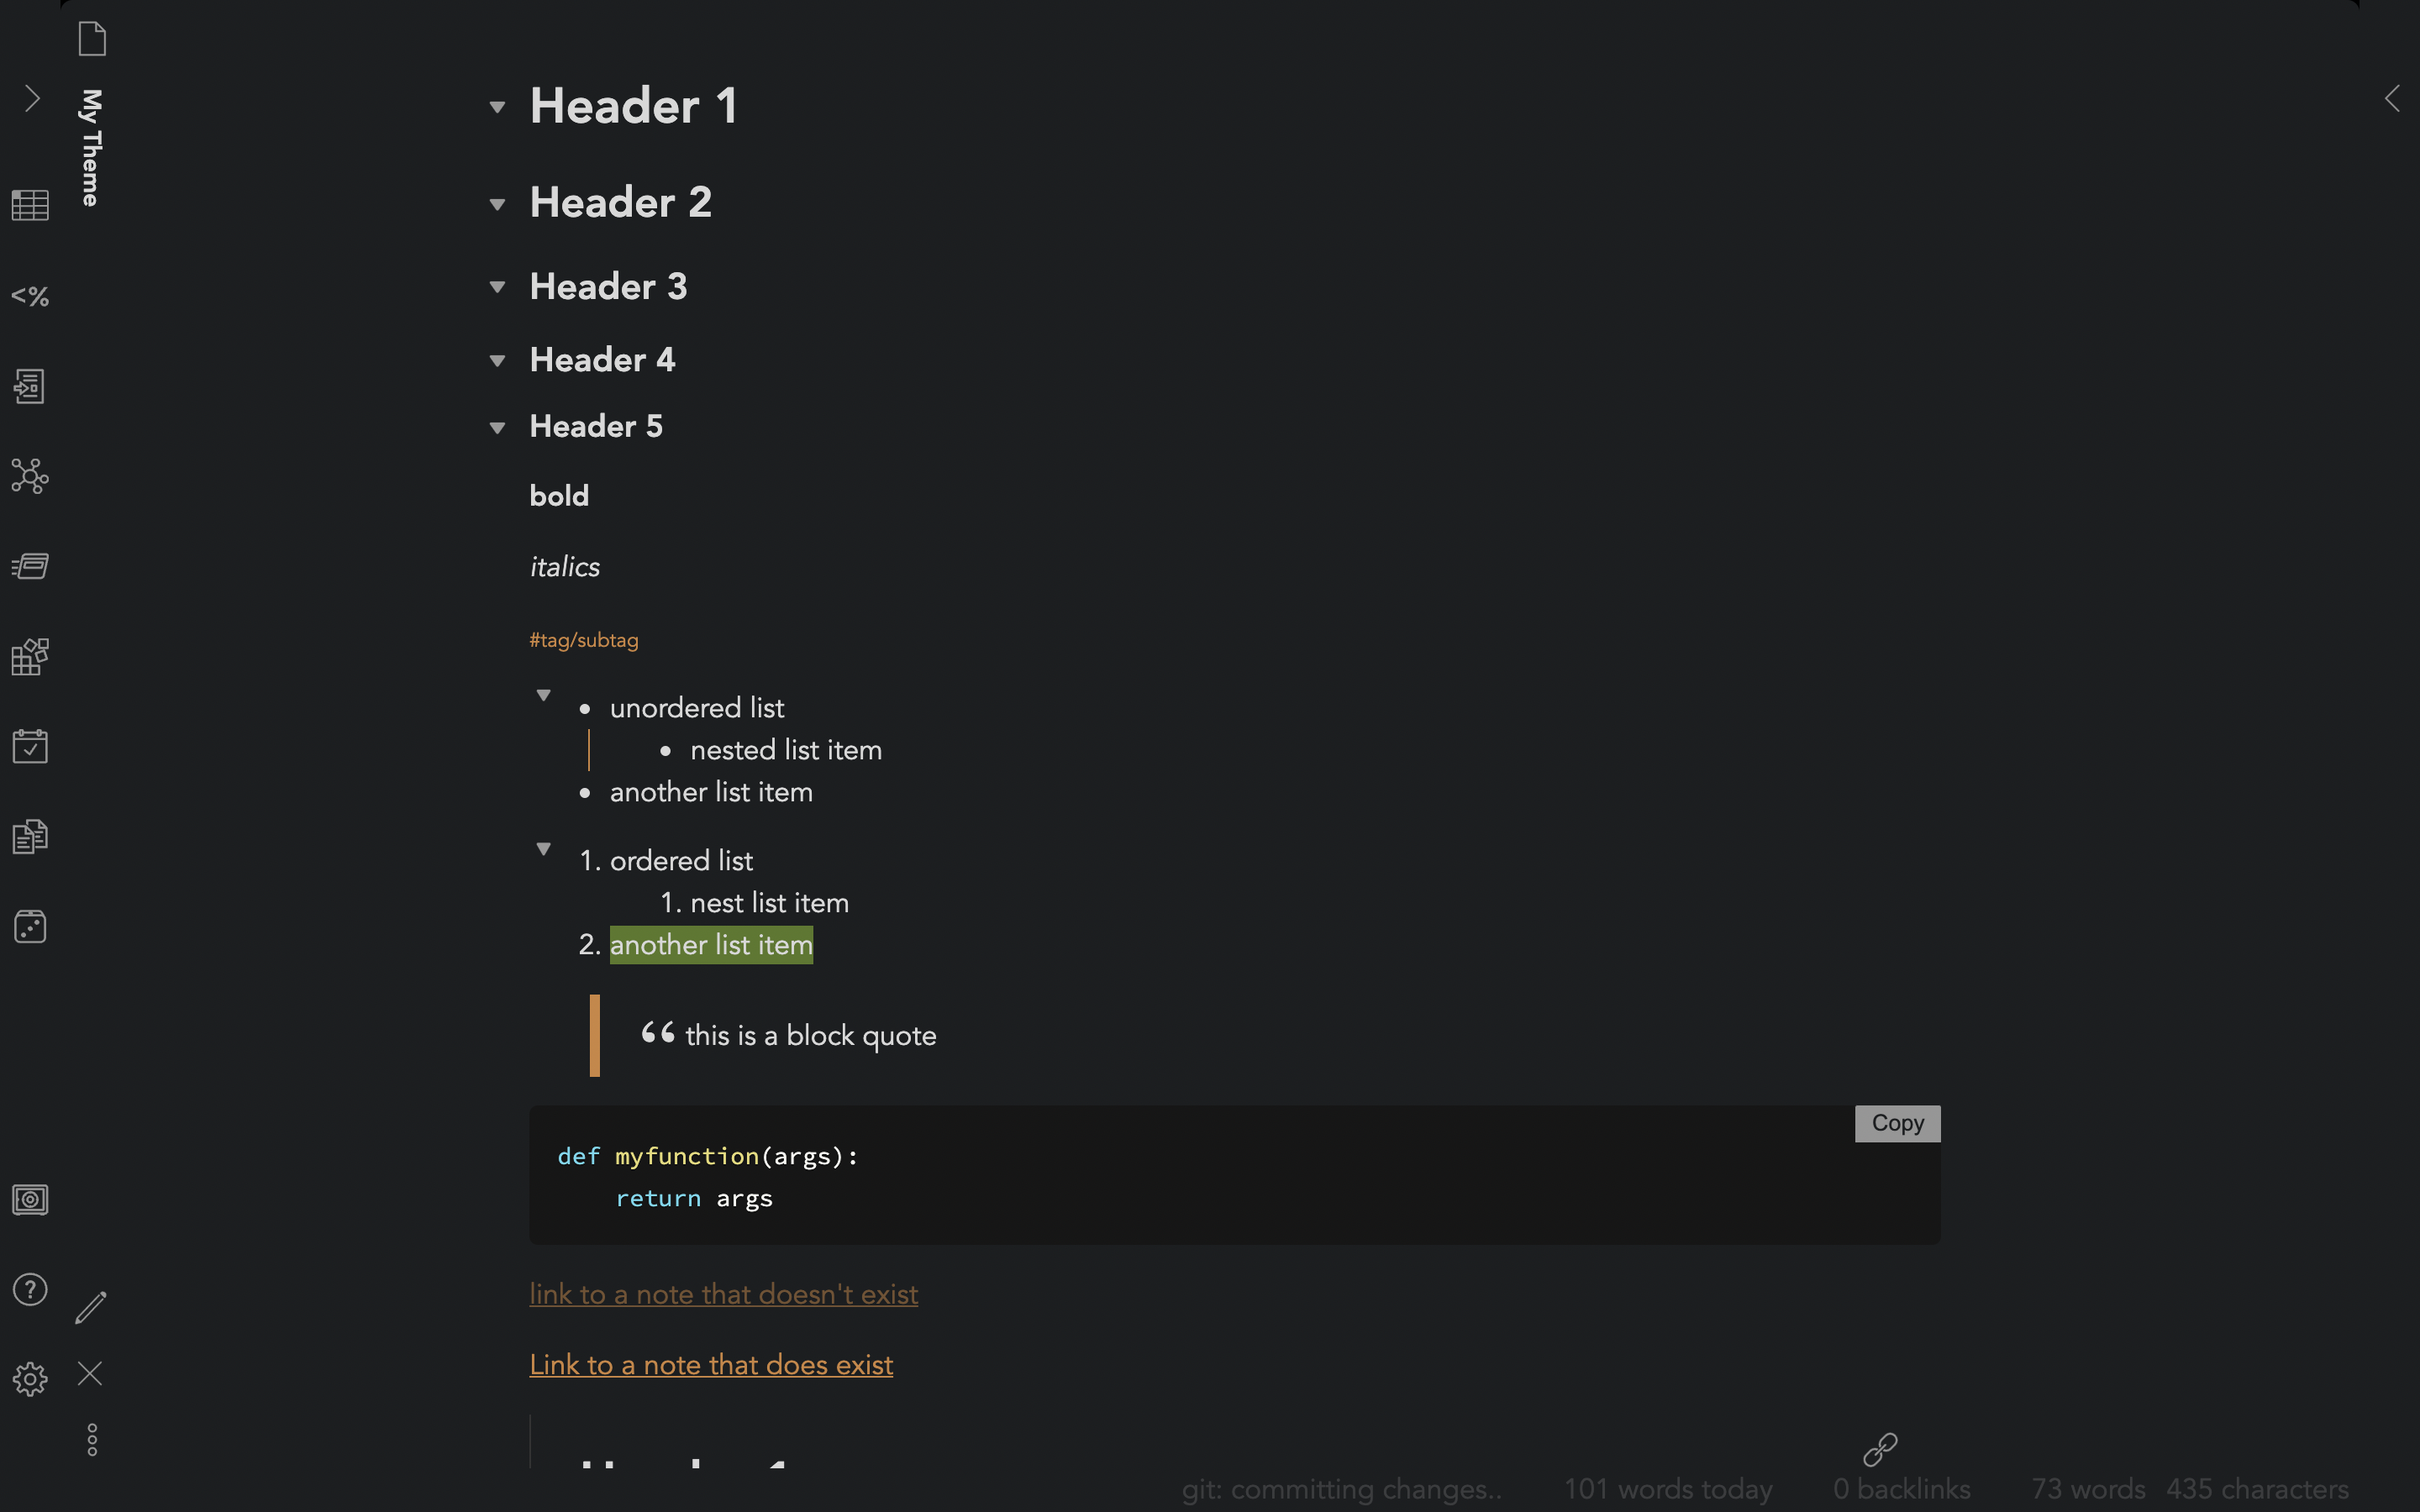 My Theme
Header 1
Header 2
Header 3
Header 4
Header 5
bold
italics
#tag/subtag
• unordered list
• nested list item
• another list item
1. ordered list
1. nest list item
2. another list item
“ this is a block quote
Copy
def myfunction(args):
return args
link to a note that doesn't exist
Link to a note that does exist
git: committing changes..
101 words today
0 backlinks
73 words
435 characters
<%